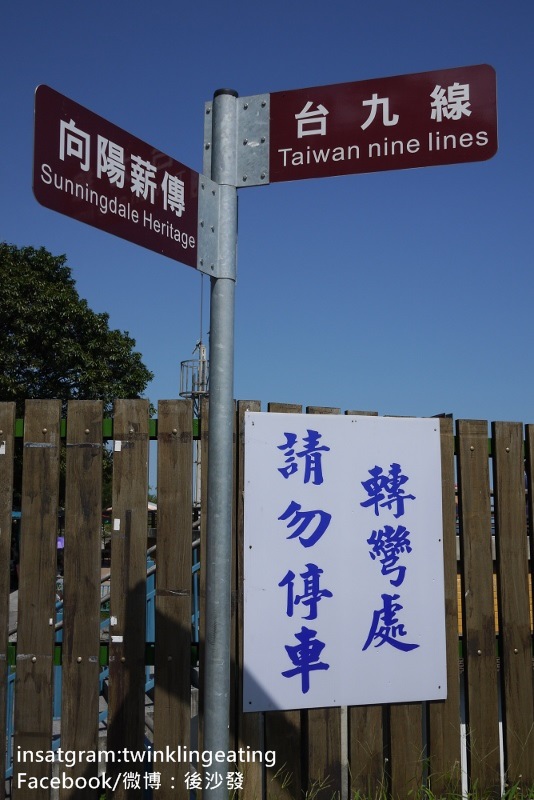 向陽薪傳
Sunningdale Heritage
台九線
Taiwan nine lines
轉彎處
請勿停車
insatgram:twinklingeating
Facebook/微博：後沙發